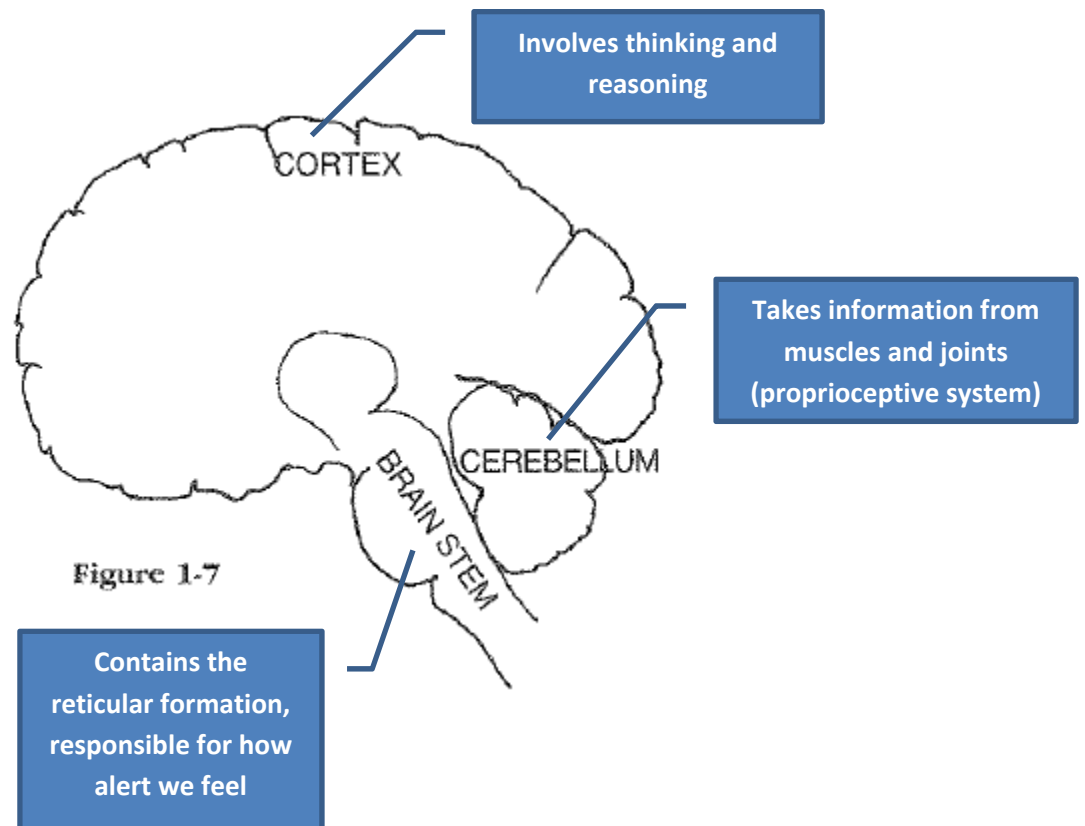 Involves thinking and
reasoning
CORTEX
Takes information from
muscles and joints
(proprioceptive system)
CEREBELLUM
BRAIN STEM
Figure 1-7
Contains the
reticular formation,
responsible for how
alert we feel